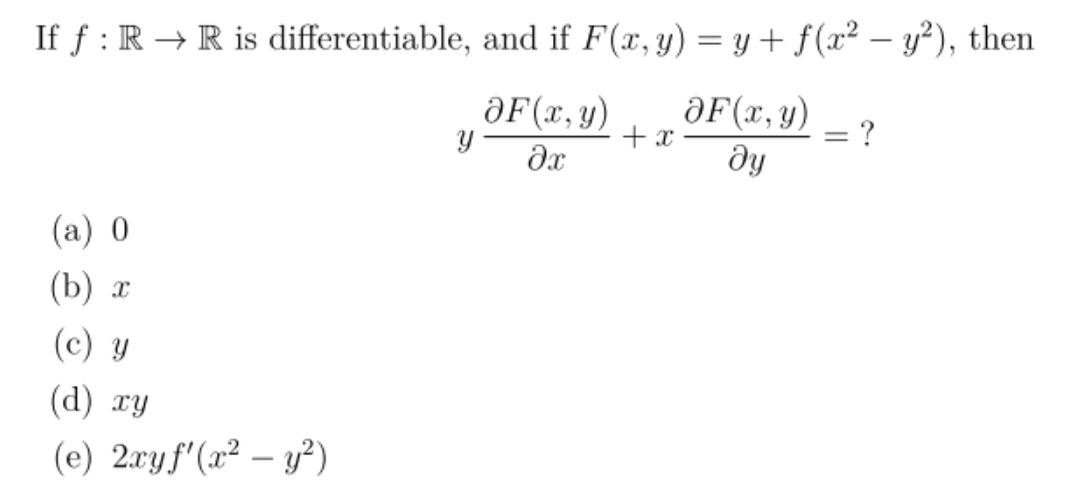 If f : ℝ → ℝ is differentiable, and if F(x, y) = y + f(x² − y²), then
y ∂F(x, y)/∂x + x ∂F(x, y)/∂y = ?
(a) 0
(b) x
(c) y
(d) xy
(e) 2xyf′(x² − y²)